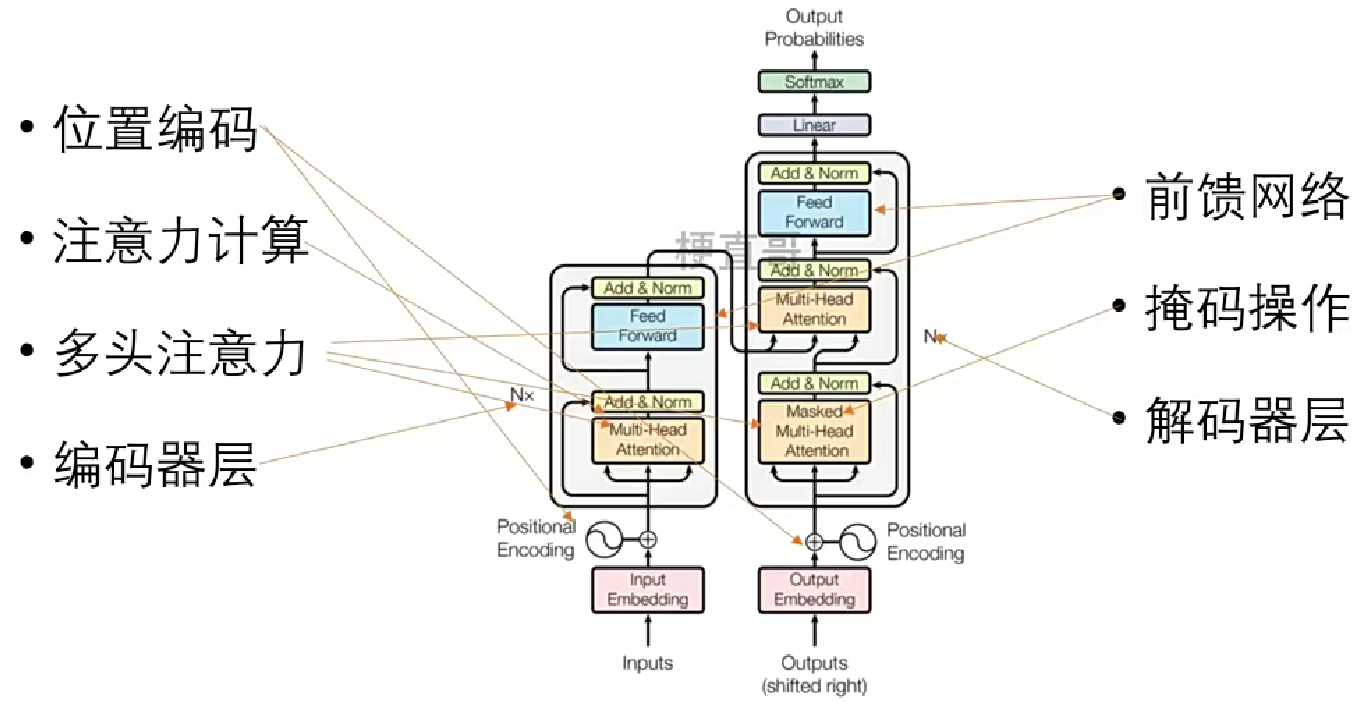 • 位置编码
• 注意力计算
• 多头注意力
• 编码器层
Output
Probabilities
Softmax
Linear
Add & Norm
Feed
Forward
Add & Norm
Multi-Head
Attention
Add & Norm
Masked
Multi-Head
Attention
N
Positional
Encoding
Output
Embedding
Outputs
(shifted right)
梗直哥
Add & Norm
Feed
Forward
N×
Add & Norm
Multi-Head
Attention
Positional
Encoding
Input
Embedding
Inputs
• 前馈网络
• 掩码操作
• 解码器层